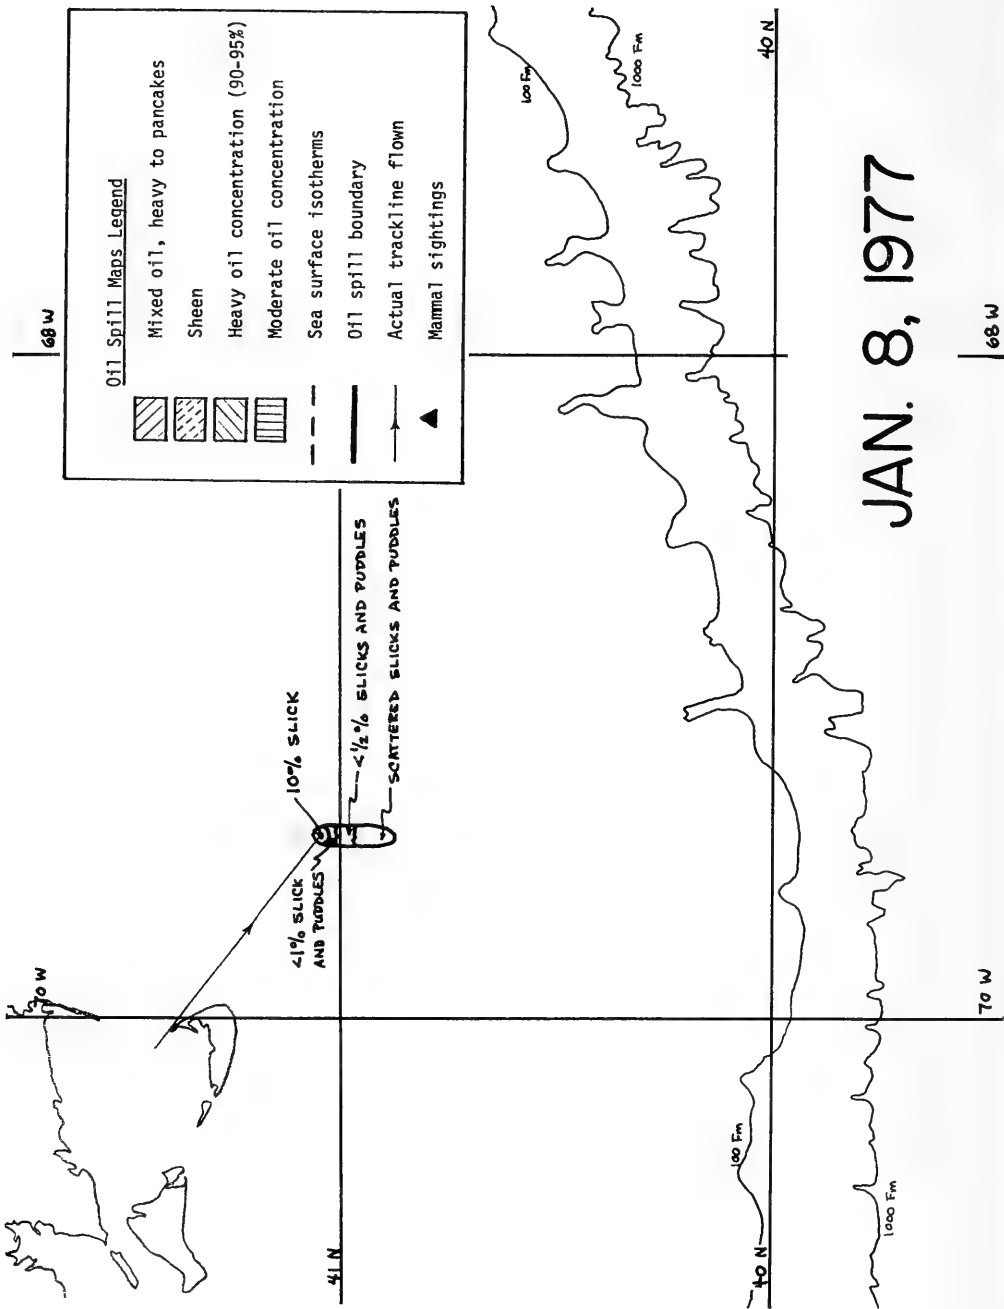 Oil Spill Maps Legend
Mixed oil, heavy to pancakes
Sheen
Heavy oil concentration (90-95%)
Moderate oil concentration
Sea surface isotherms
Oil spill boundary
Actual trackline flown
Mammal sightings
70 W
68 W
41 N
10% SLICK
<1% SLICK
AND PUDDLES
<1/2% SLICKS AND PUDDLES
SCATTERED SLICKS AND PUDDLES
100 Fm
1000 Fm
100 Fm
1000 Fm
40 N
40 N
70 W
68 W
JAN. 8, 1977